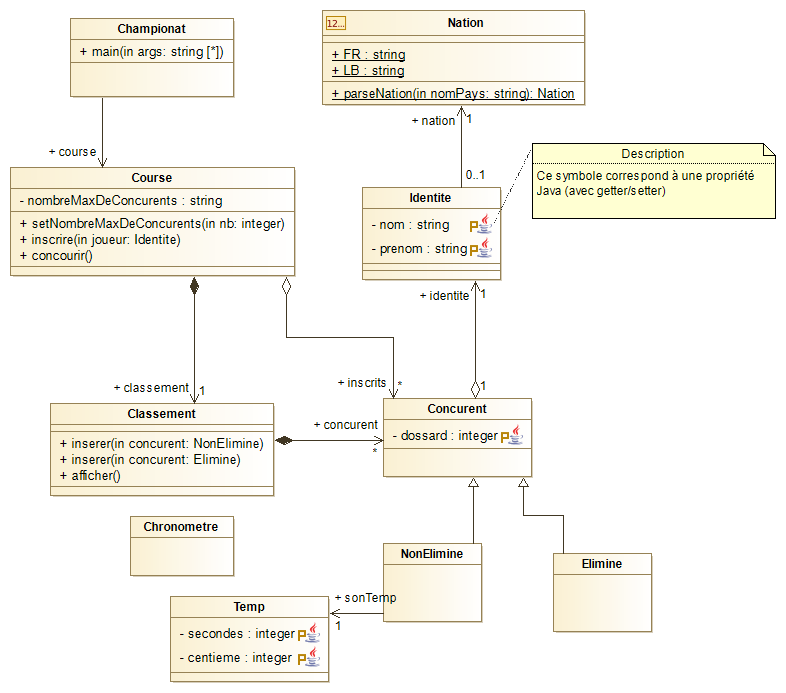 Championat
+ main(in args: string [*])
12...
Nation
+ FR : string
+ LB : string
+ parseNation(in nomPays: string): Nation
+ nation
1
0..1
+ course
Description
Ce symbole correspond à une propriété
Java (avec getter/setter)
Course
- nombreMaxDeConcurents : string
+ setNombreMaxDeConcurents(in nb: integer)
+ inscrire(in joueur: Identite)
+ concourir()
Identite
- nom : string
P
- prenom : string
P
+ identite
1
+ classement
1
+ inscrits
*
1
Classement
+ inserer(in concurent: NonElimine)
+ inserer(in concurent: Elimine)
+ afficher()
+ concurent
*
Concurent
- dossard : integer
P
Chronometre
NonElimine
Elimine
+ sonTemp
1
Temp
- secondes : integer
P
- centieme : integer
P